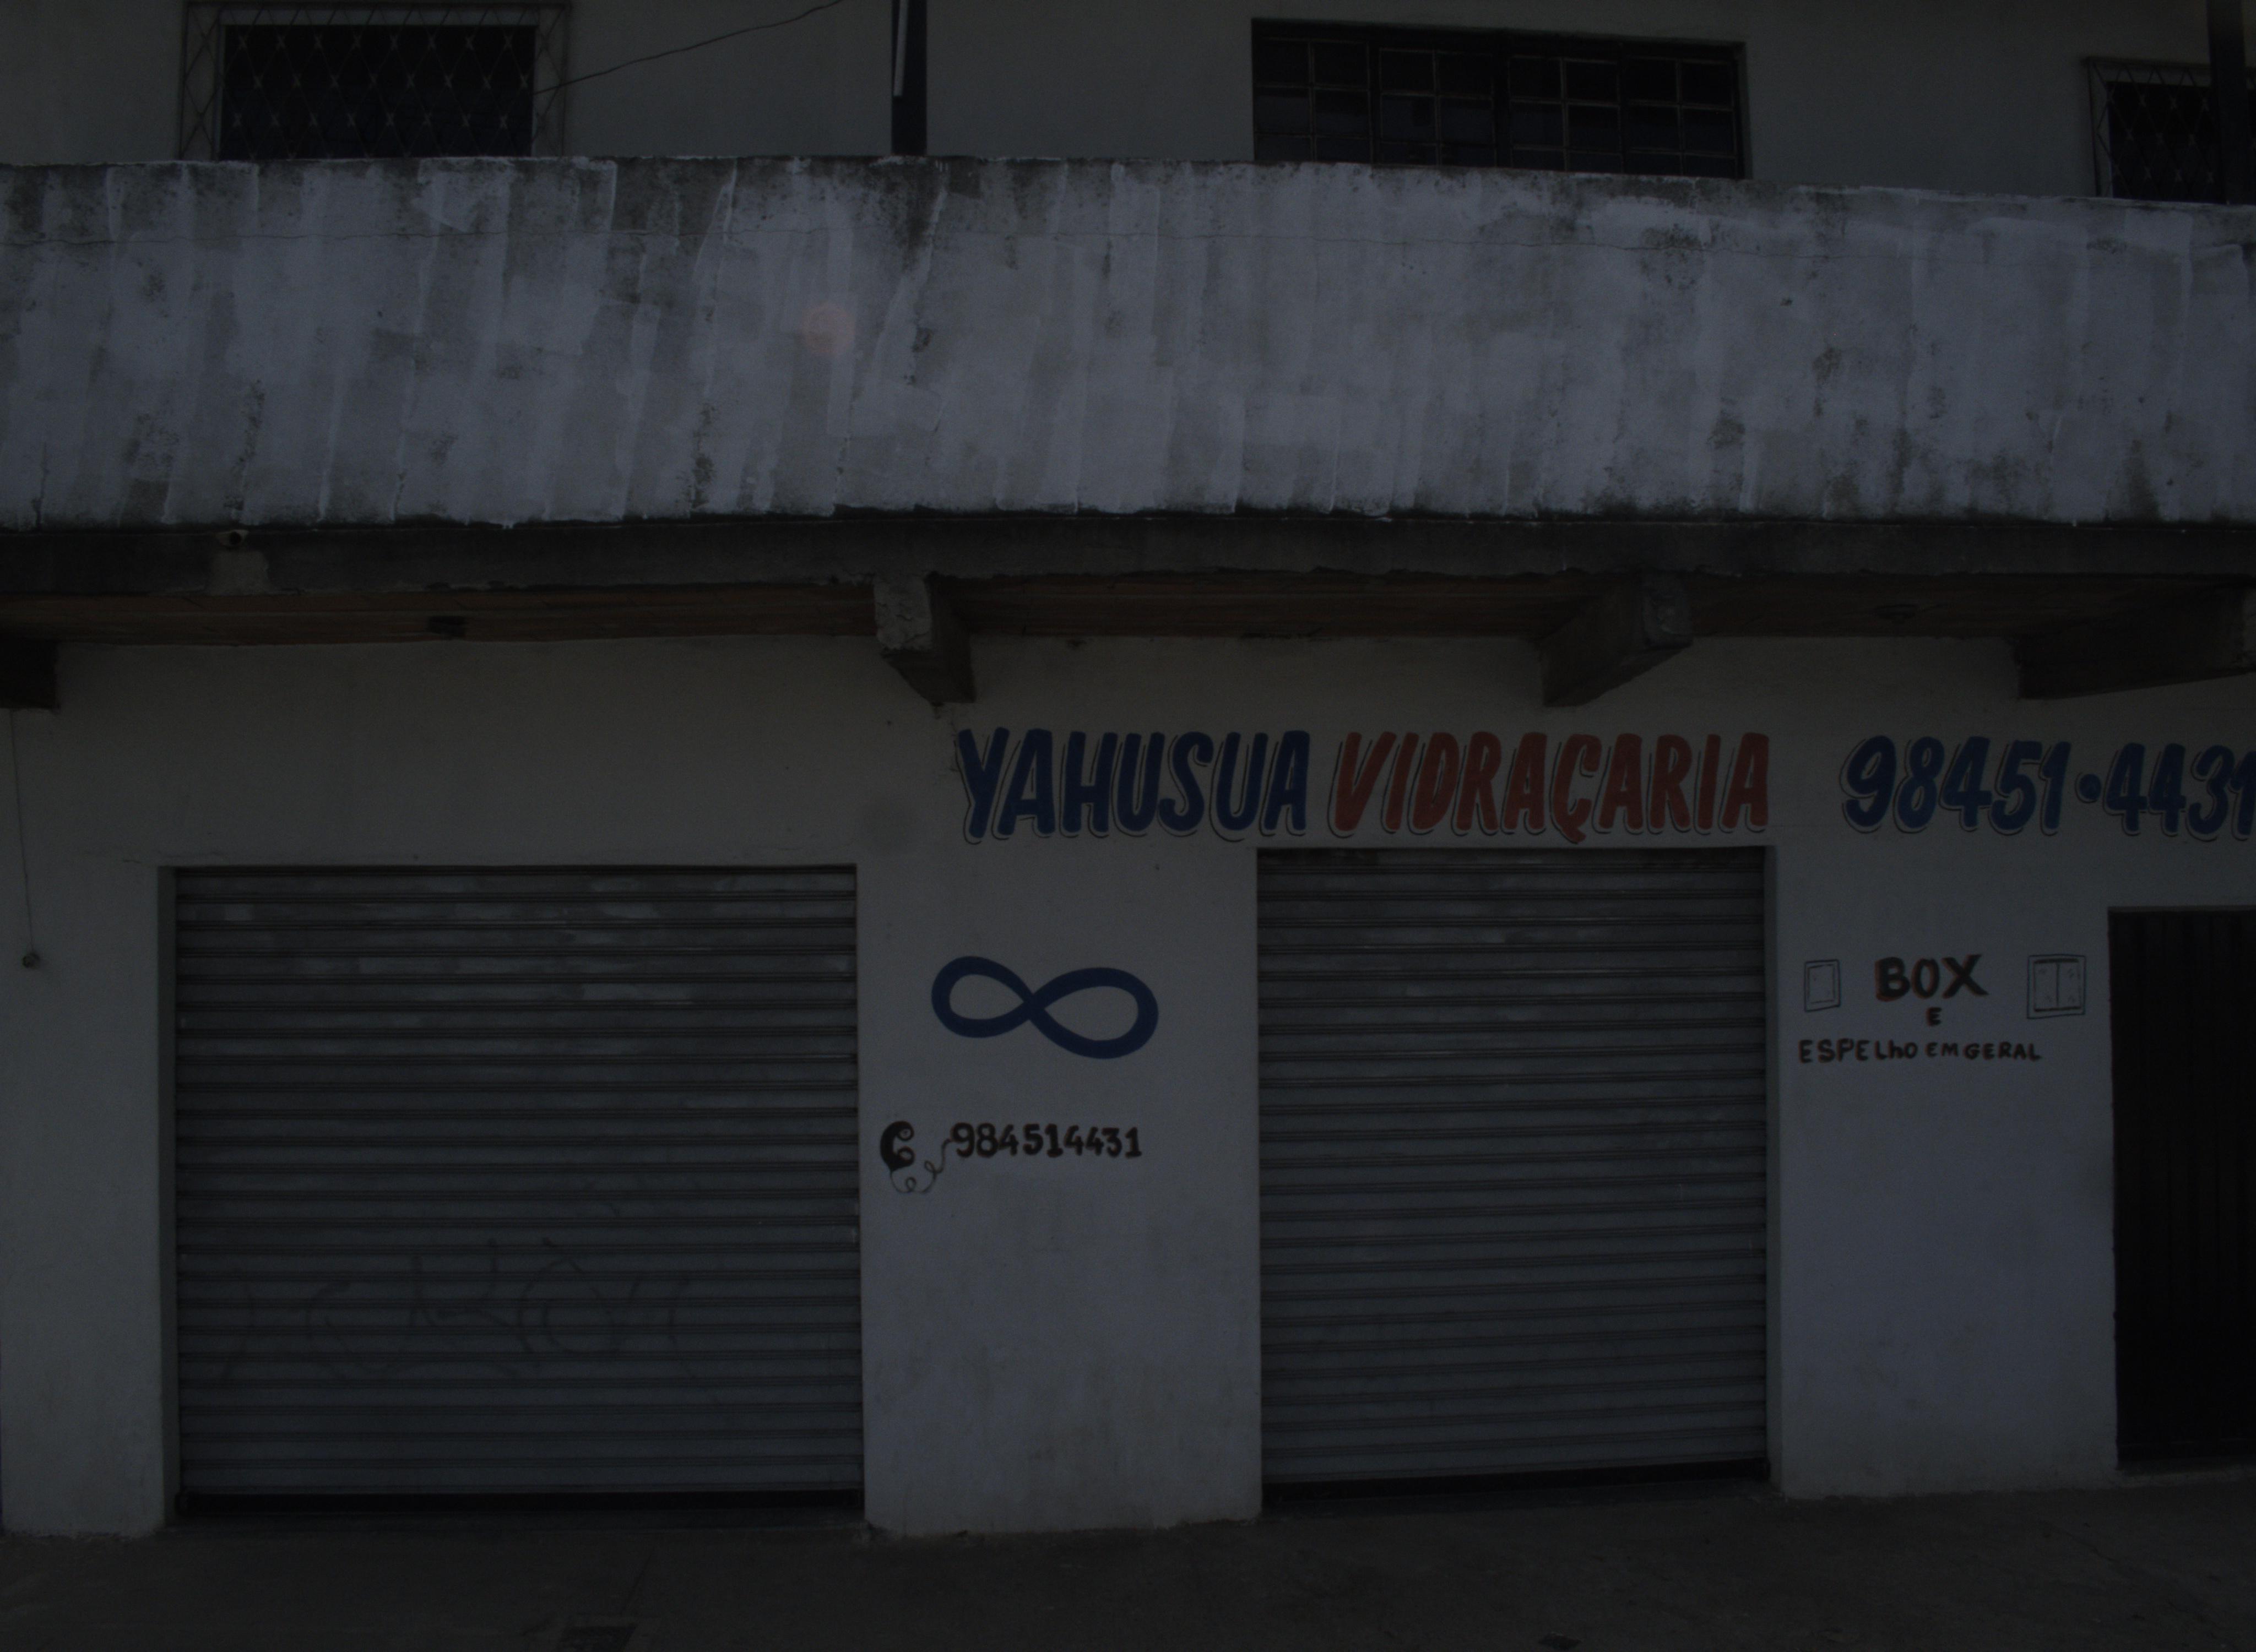 YAHUSUA VIDRAÇARIA 98451·4431
984514431
BOX
E
ESPELhO EM GERAL